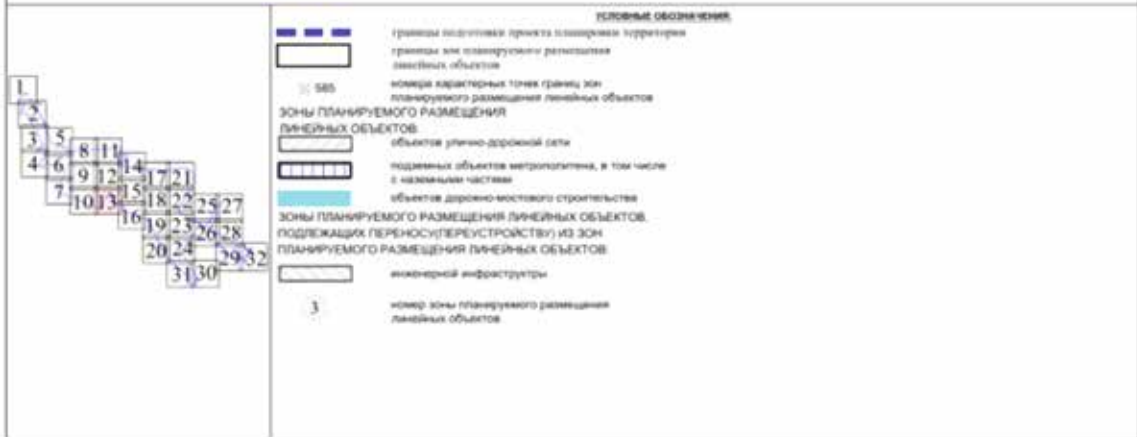 УСЛОВНЫЕ ОБОЗНАЧЕНИЯ
границы подготовки проекта планировки территории
границы зон планируемого размещения
линейных объектов
585
номера характерных точек границ зон
планируемого размещения линейных объектов
ЗОНЫ ПЛАНИРУЕМОГО РАЗМЕЩЕНИЯ
ЛИНЕЙНЫХ ОБЪЕКТОВ
объектов улично-дорожной сети
подземных объектов метрополитена, в том числе
с наземными частями
объектов дорожно-мостового строительства
ЗОНЫ ПЛАНИРУЕМОГО РАЗМЕЩЕНИЯ ЛИНЕЙНЫХ ОБЪЕКТОВ,
ПОДЛЕЖАЩИХ ПЕРЕНОСУ(ПЕРЕУСТРОЙСТВУ) ИЗ ЗОН
ПЛАНИРУЕМОГО РАЗМЕЩЕНИЯ ЛИНЕЙНЫХ ОБЪЕКТОВ
инженерной инфраструктры
3
номер зоны планируемого размещения
линейных объектов
1
2
3 5
8 11
4 6
14
9 12
17 21
7
15
10 13
18 22
25 27
16
19 23
26 28
20 24
29 32
31 30